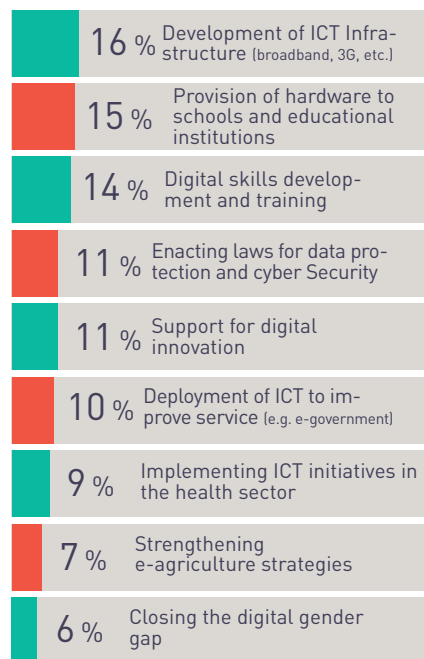 16 % Development of ICT Infra-
structure (broadband, 3G, etc.)
15 % Provision of hardware to
schools and educational
institutions
14 % Digital skills develop-
ment and training
11 % Enacting laws for data pro-
tection and cyber Security
11 % Support for digital
innovation
10 % Deployment of ICT to im-
prove service (e.g. e-government)
9 % Implementing ICT initiatives in
the health sector
7 % Strengthening
e-agriculture strategies
6 % Closing the digital gender
gap